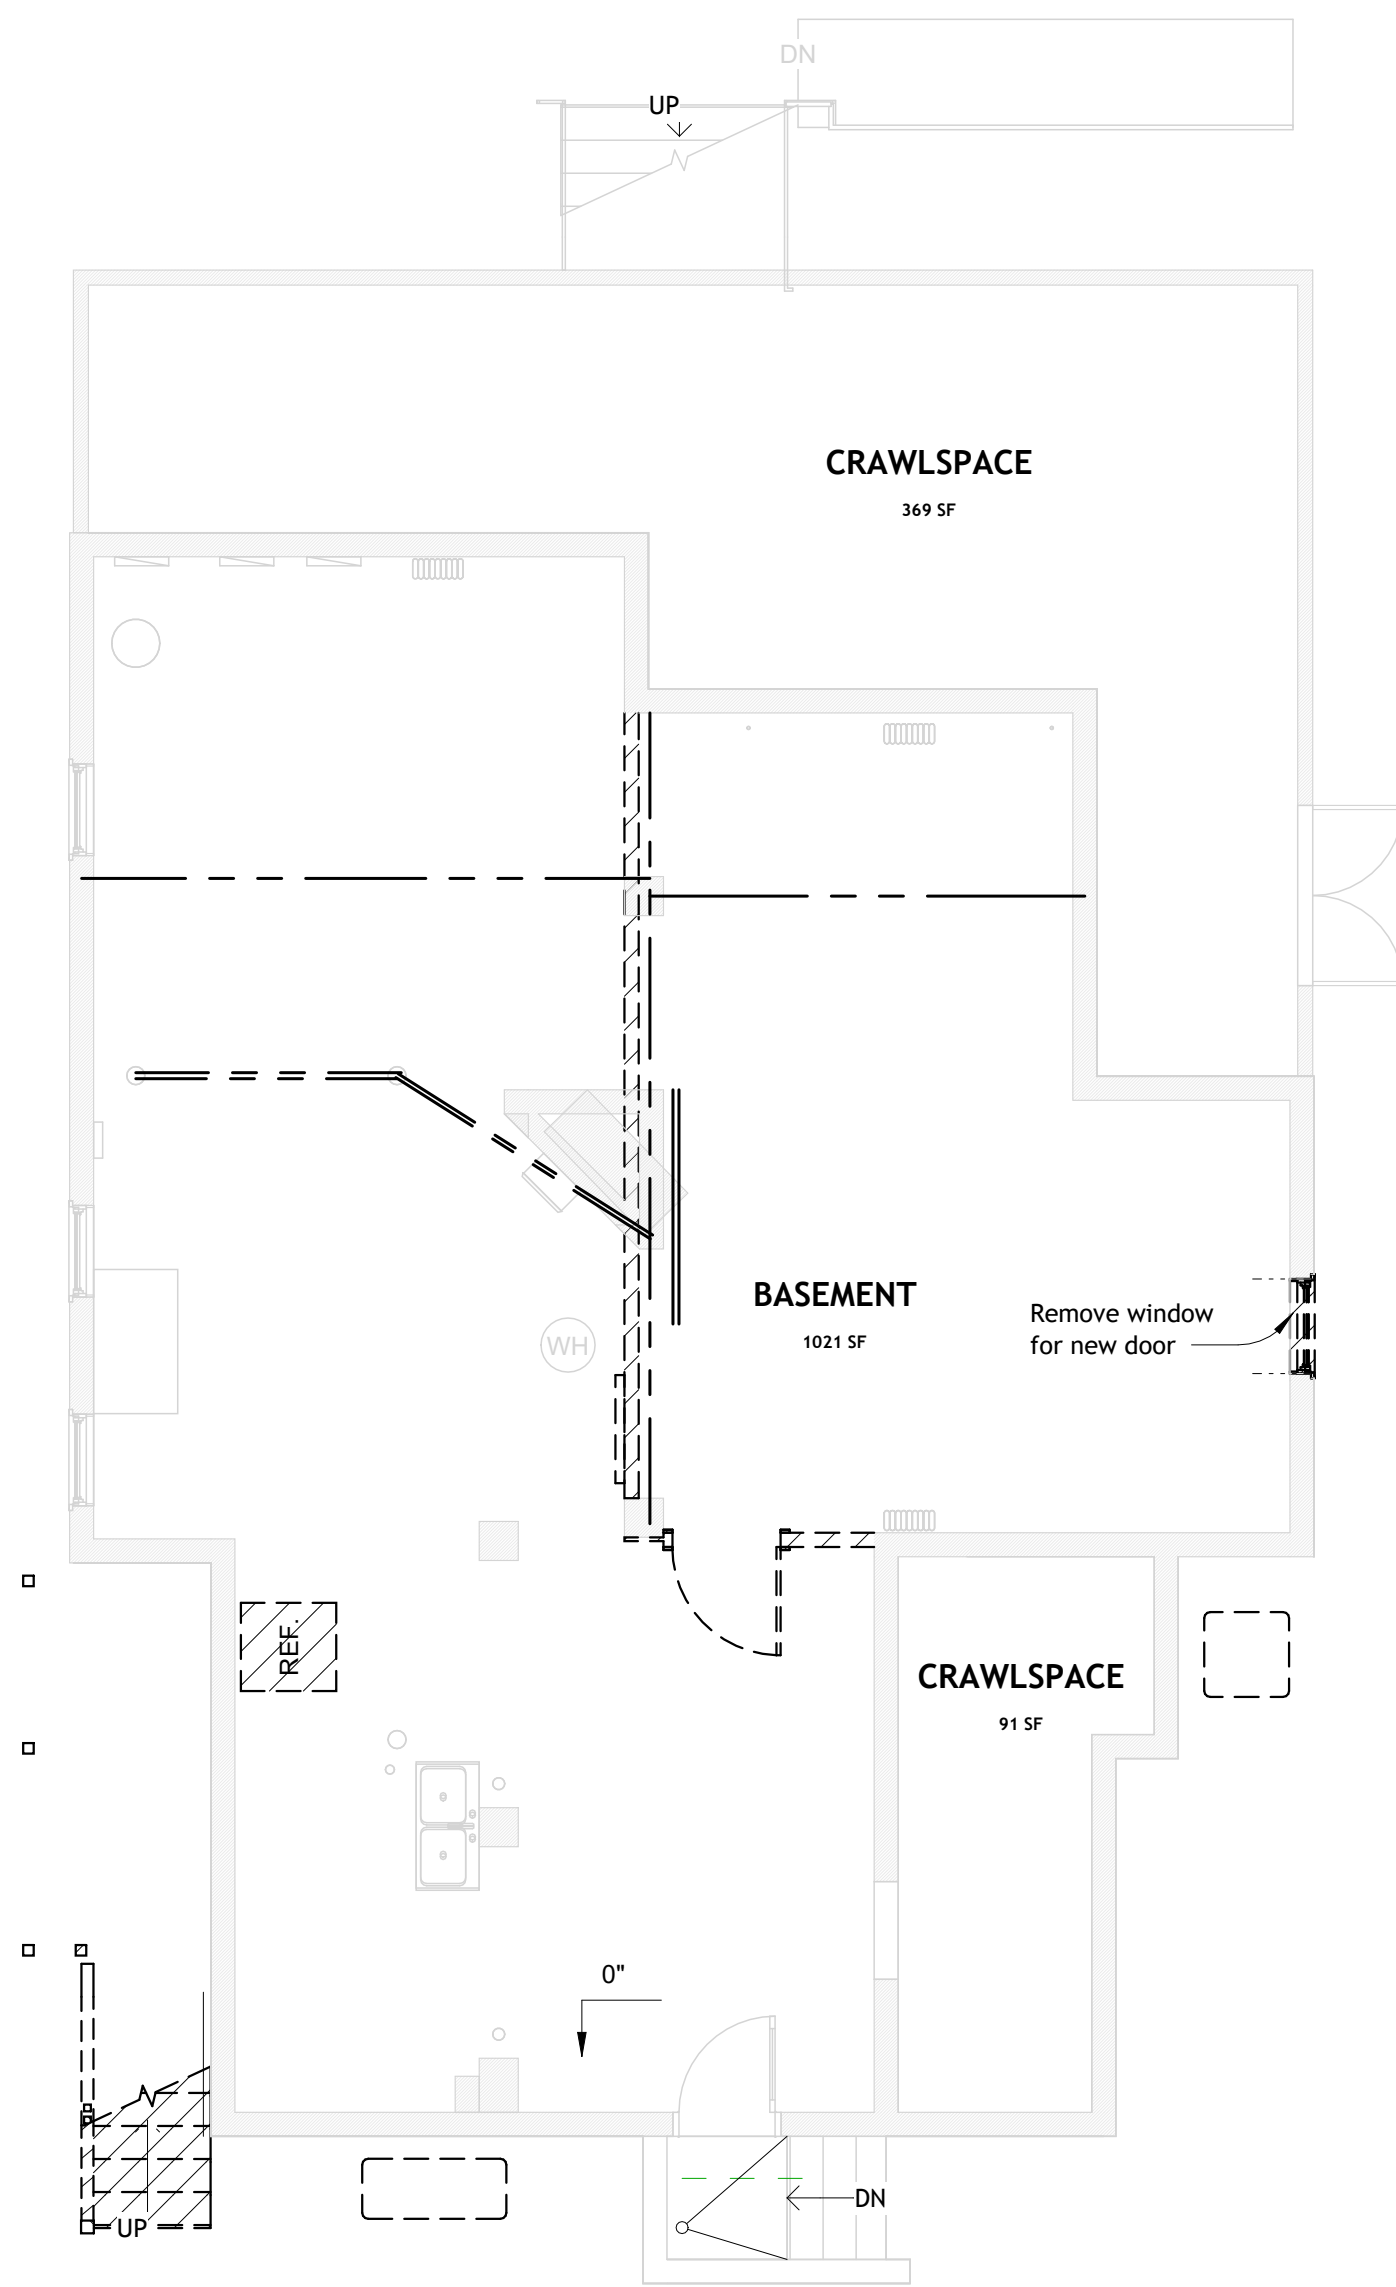 DN
UP
CRAWLSPACE
369 SF
BASEMENT
1021 SF
Remove window
for new door
WH
REF.
CRAWLSPACE
91 SF
0"
DN
UP